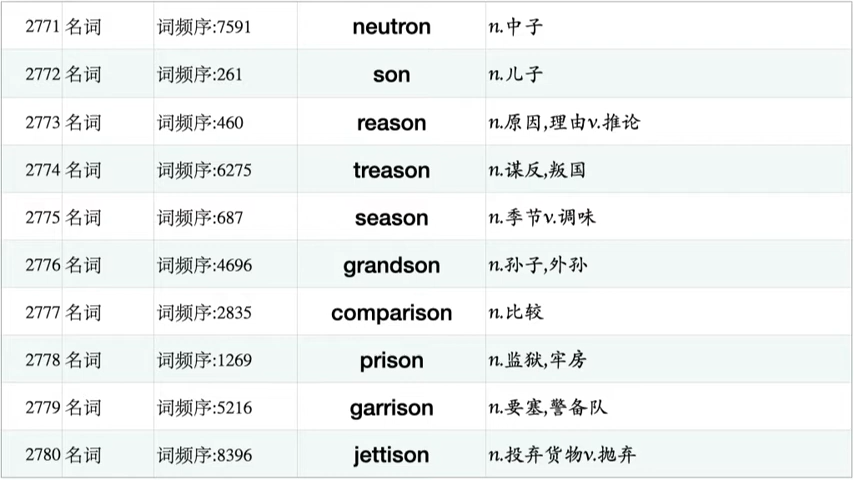 2771 名词 词频序:7591 neutron n.中子
2772 名词 词频序:261 son n.儿子
2773 名词 词频序:460 reason n.原因,理由v.推论
2774 名词 词频序:6275 treason n.谋反,叛国
2775 名词 词频序:687 season n.季节v.调味
2776 名词 词频序:4696 grandson n.孙子,外孙
2777 名词 词频序:2835 comparison n.比较
2778 名词 词频序:1269 prison n.监狱,牢房
2779 名词 词频序:5216 garrison n.要塞,警备队
2780 名词 词频序:8396 jettison n.投弃货物v.抛弃